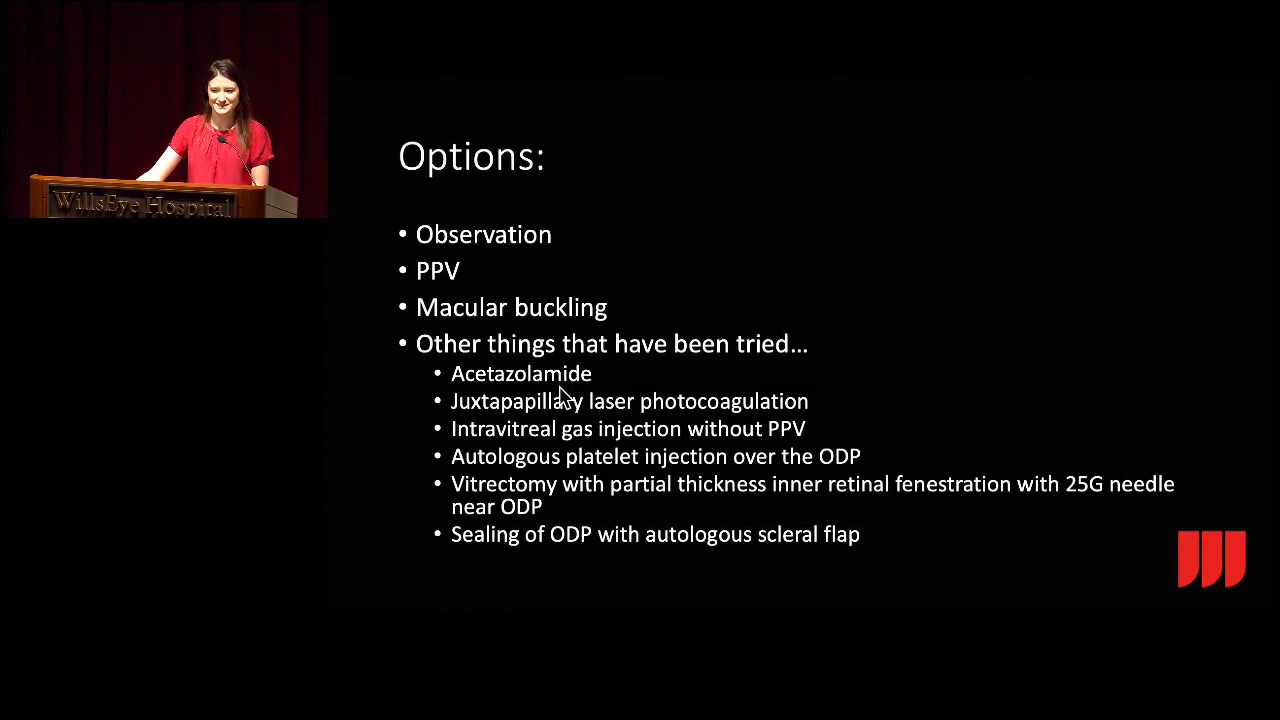 WillsEye Hospital
Options:
• Observation
• PPV
• Macular buckling
• Other things that have been tried...
• Acetazolamide
• Juxtapapillary laser photocoagulation
• Intravitreal gas injection without PPV
• Autologous platelet injection over the ODP
• Vitrectomy with partial thickness inner retinal fenestration with 25G needle
near ODP
• Sealing of ODP with autologous scleral flap